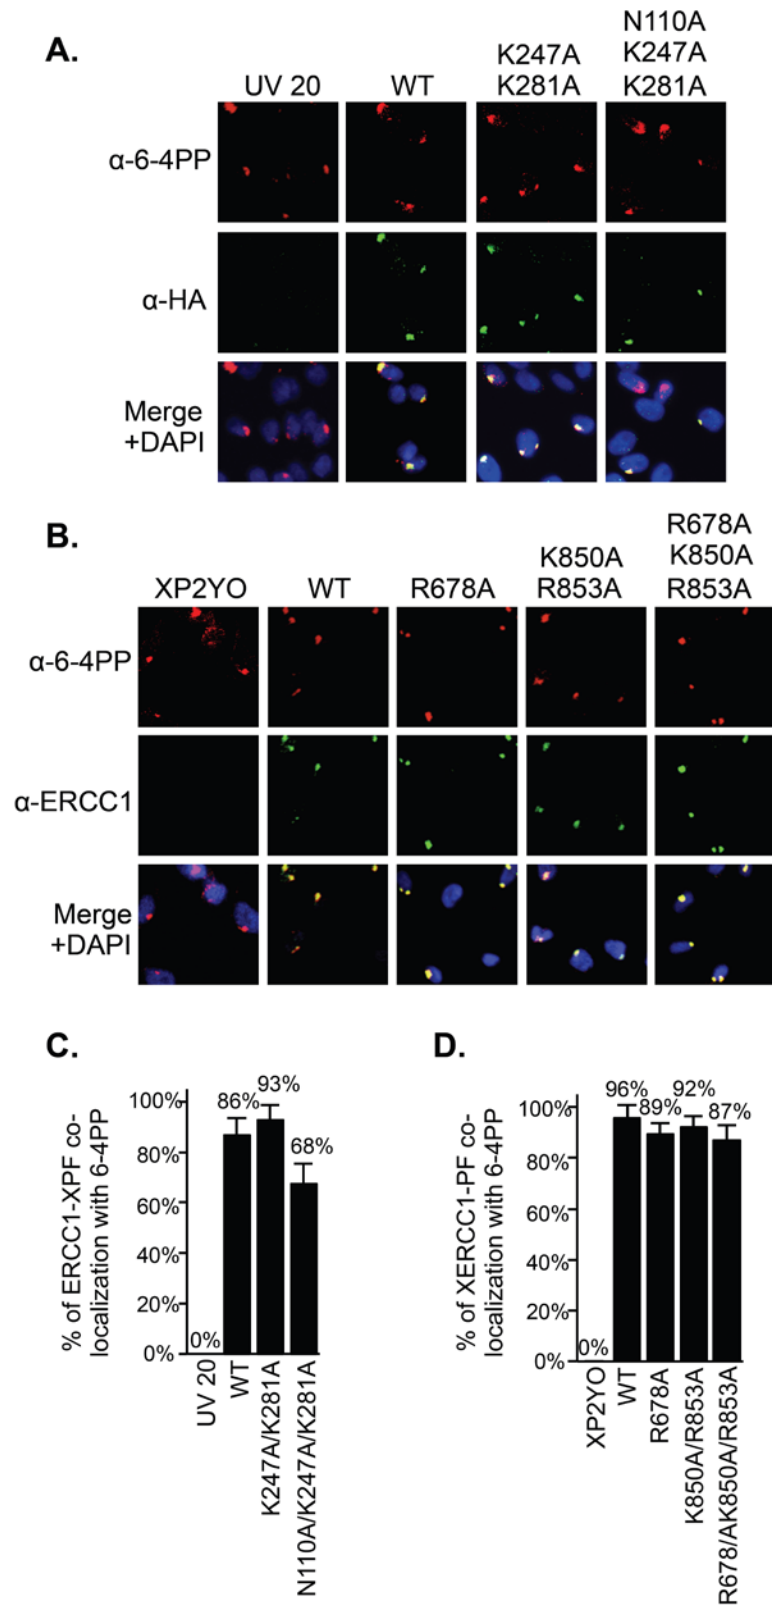 A.
UV 20
WT
K247A
K281A
N110A
K247A
K281A
α-6-4PP
α-HA
Merge
+DAPI
B.
XP2YO
WT
R678A
K850A
R853A
R678A
K850A
R853A
α-6-4PP
α-ERCC1
Merge
+DAPI
C.
% of ERCC1-XPF co-
localization with 6-4PP
100%
80%
60%
40%
20%
0%
0%
86%
93%
68%
UV 20
WT
K247A/K281A
N110A/K247A/K281A
D.
% of XERCC1-PF co-
localization with 6-4PP
100%
80%
60%
40%
20%
0%
0%
96%
89%
92%
87%
XP2YO
WT
R678A
K850A/R853A
R678/AK850A/R853A